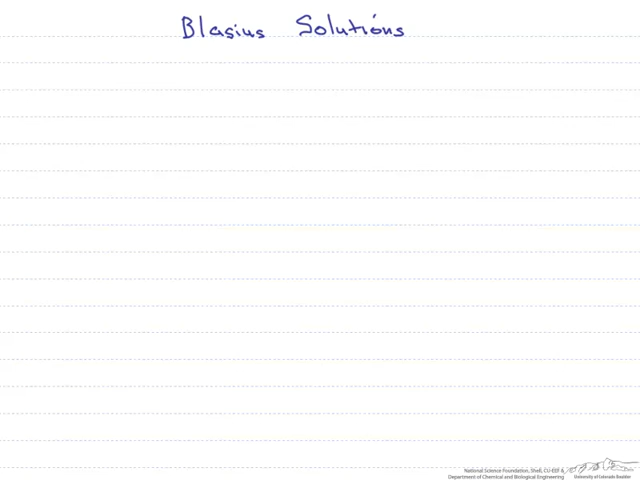 Blasius Solutions
National Science Foundation, Shell, CU-EEF &
Department of Chemical and Biological Engineering
University of Colorado Boulder